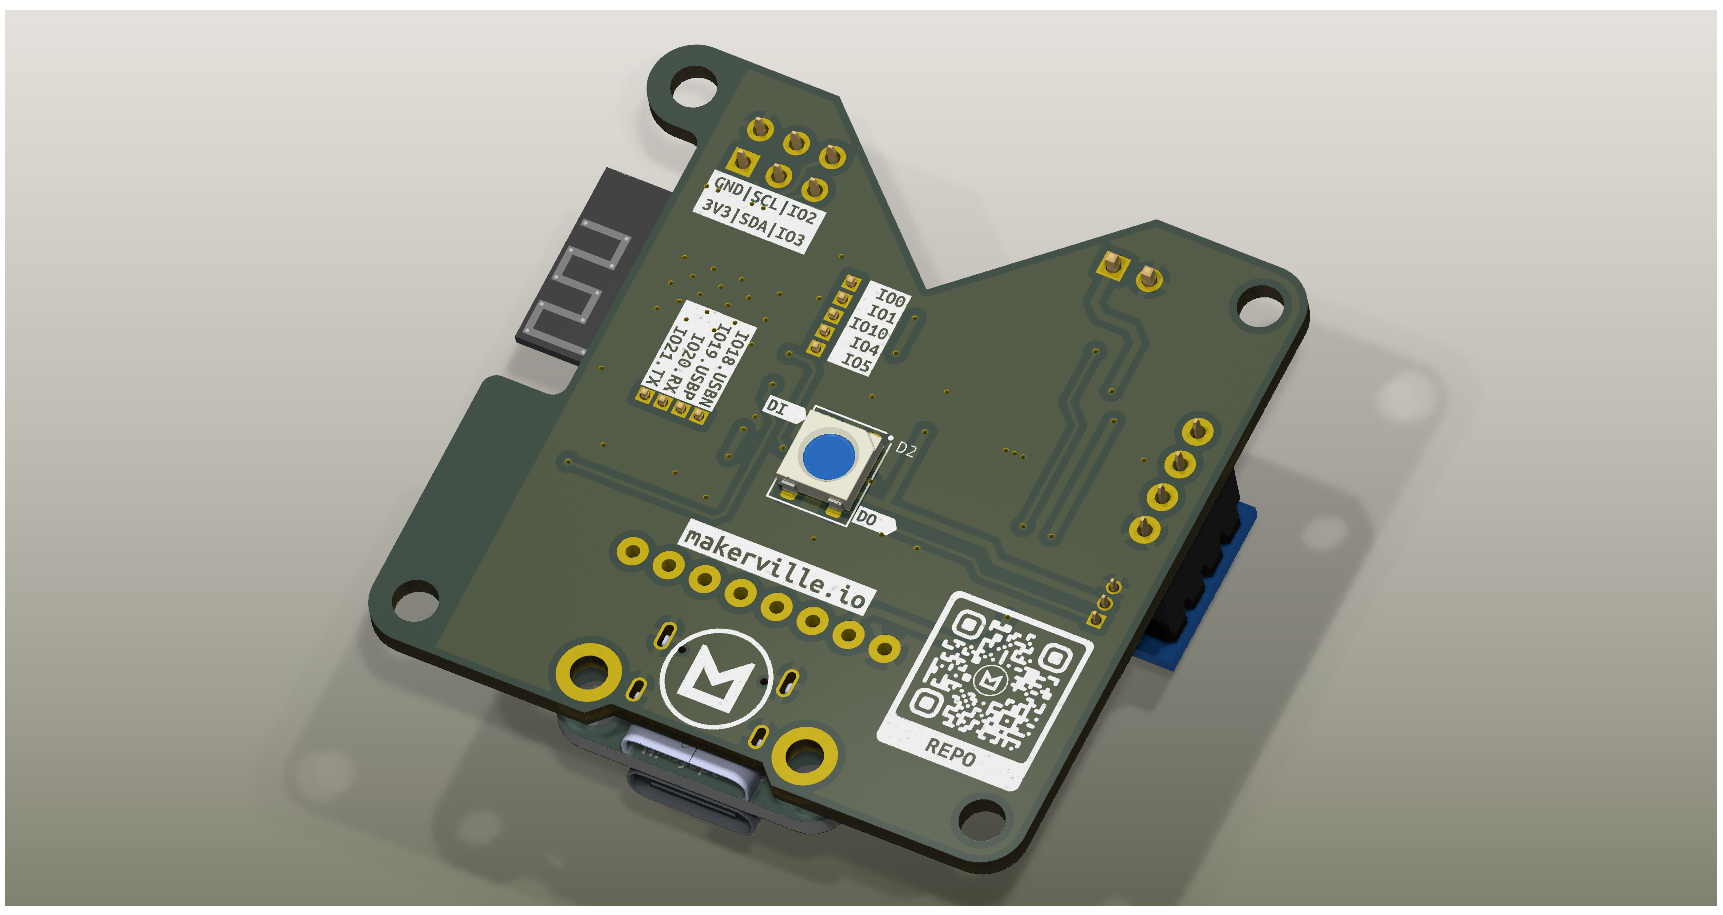 GND|SCL|IO2
3V3|SDA|IO3
IO0
IO1
IO10
IO4
IO5
IO18.USBN
IO19.USBP
IO20.RX
IO21.TX
DI
D2
DO
makerville.io
REPO